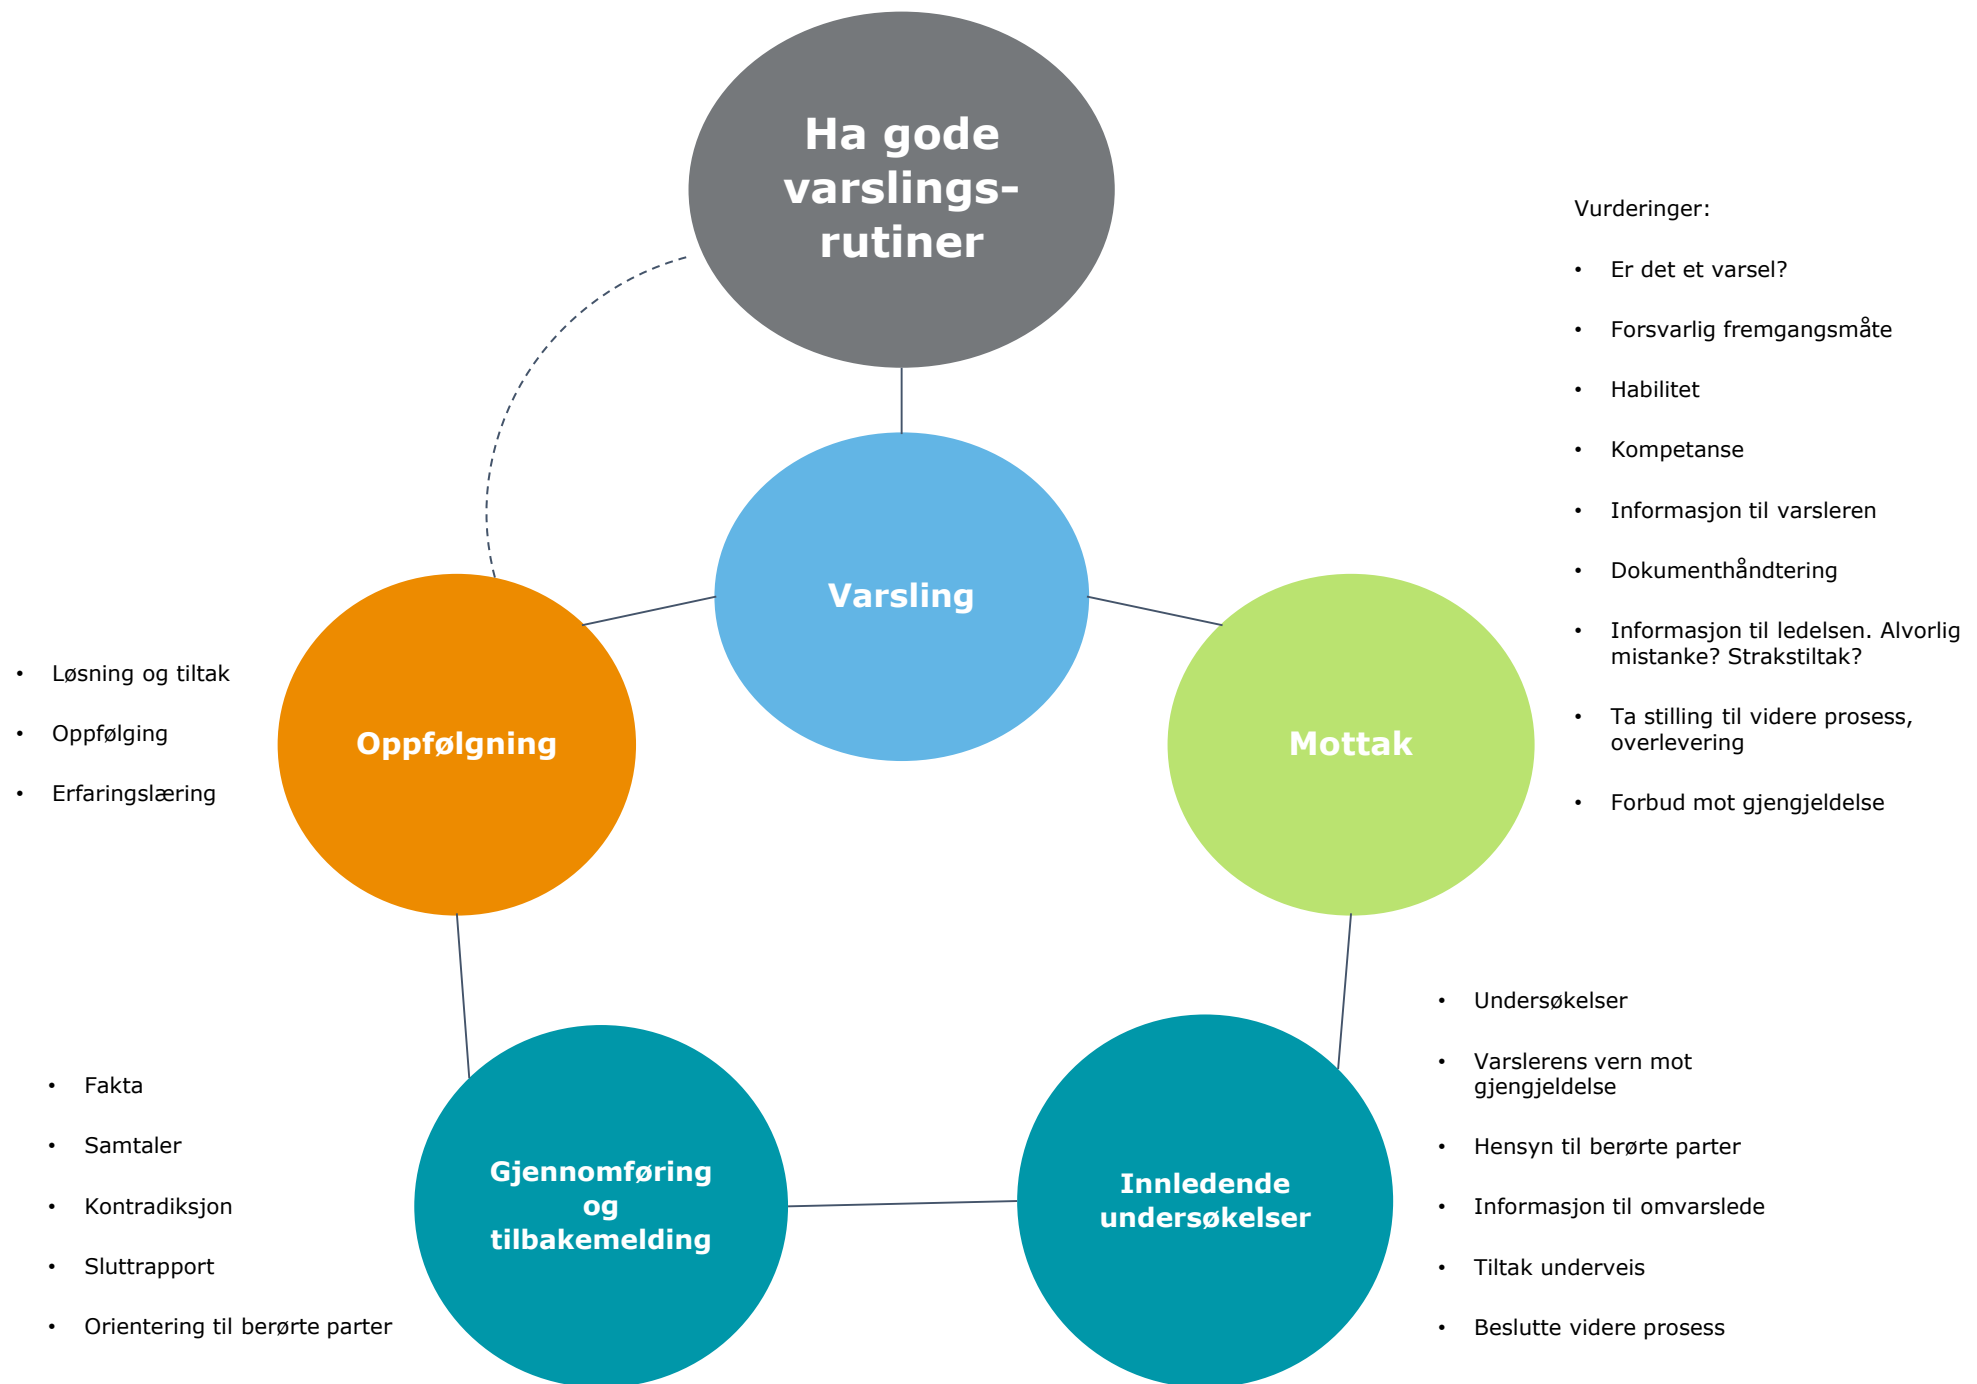 Ha gode
varslings-
rutiner
Varsling
Vurderinger:
• Er det et varsel?
• Forsvarlig fremgangsmåte
• Habilitet
• Kompetanse
• Informasjon til varsleren
• Dokumenthåndtering
• Informasjon til ledelsen. Alvorlig
mistanke? Strakstiltak?
• Ta stilling til videre prosess,
overlevering
• Forbud mot gjengjeldelse
Mottak
Innledende
undersøkelser
• Undersøkelser
• Varslerens vern mot
gjengjeldelse
• Hensyn til berørte parter
• Informasjon til omvarslede
• Tiltak underveis
• Beslutte videre prosess
Gjennomføring
og
tilbakemelding
• Fakta
• Samtaler
• Kontradiksjon
• Sluttrapport
• Orientering til berørte parter
Oppfølgning
• Løsning og tiltak
• Oppfølging
• Erfaringslæring